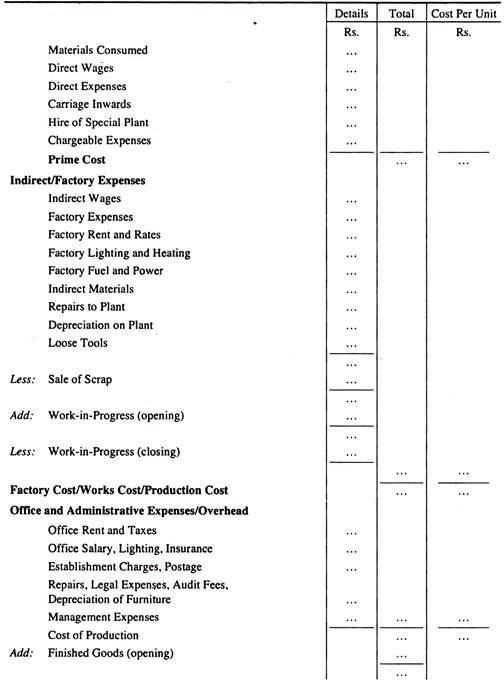 Details Total Cost Per Unit
Rs. Rs. Rs.
Materials Consumed ...
Direct Wages ...
Direct Expenses ...
Carriage Inwards ...
Hire of Special Plant ...
Chargeable Expenses ...
Prime Cost ... ...
Indirect/Factory Expenses
Indirect Wages ...
Factory Expenses ...
Factory Rent and Rates ...
Factory Lighting and Heating ...
Factory Fuel and Power ...
Indirect Materials ...
Repairs to Plant ...
Depreciation on Plant ...
Loose Tools ...
...
Less: Sale of Scrap ...
...
Add: Work-in-Progress (opening) ...
...
Less: Work-in-Progress (closing) ...
... ...
Factory Cost/Works Cost/Production Cost ... ...
Office and Administrative Expenses/Overhead
Office Rent and Taxes ...
Office Salary, Lighting, Insurance ...
Establishment Charges, Postage ...
Repairs, Legal Expenses, Audit Fees,
Depreciation of Furniture ...
Management Expenses ... ... ...
Cost of Production ... ...
Add: Finished Goods (opening) ...
...